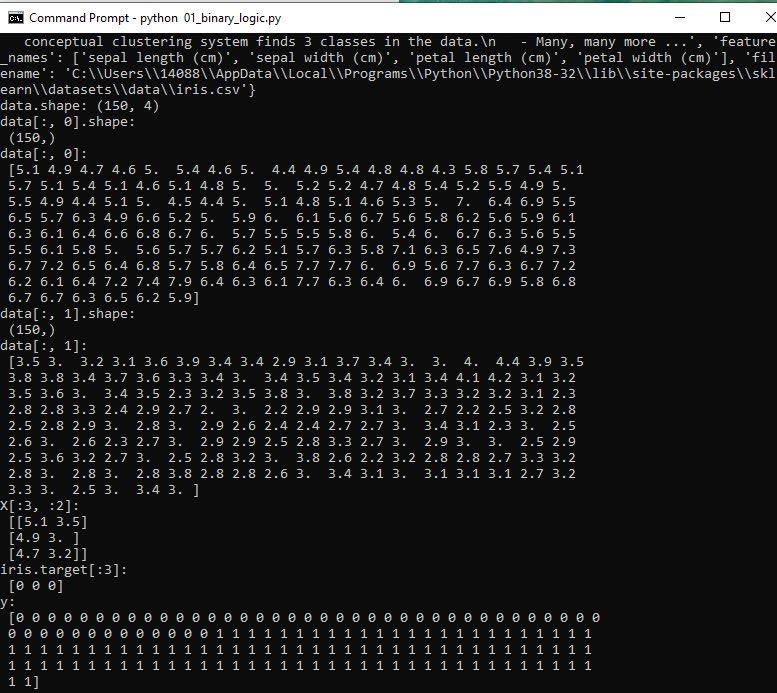 Command Prompt - python 01_binary_logic.py
   conceptual clustering system finds 3 classes in the data.\n   - Many, many more ...', 'feature
_names': ['sepal length (cm)', 'sepal width (cm)', 'petal length (cm)', 'petal width (cm)'], 'fil
ename': 'C:\\Users\\14088\\AppData\\Local\\Programs\\Python\\Python38-32\\lib\\site-packages\\skl
earn\\datasets\\data\\iris.csv'}
data.shape: (150, 4)
data[:, 0].shape:
 (150,)
data[:, 0]:
 [5.1 4.9 4.7 4.6 5.  5.4 4.6 5.  4.4 4.9 5.4 4.8 4.8 4.3 5.8 5.7 5.4 5.1
 5.7 5.1 5.4 5.1 4.6 5.1 4.8 5.  5.  5.2 5.2 4.7 4.8 5.4 5.2 5.5 4.9 5.
 5.5 4.9 4.4 5.1 5.  4.5 4.4 5.  5.1 4.8 5.1 4.6 5.3 5.  7.  6.4 6.9 5.5
 6.5 5.7 6.3 4.9 6.6 5.2 5.  5.9 6.  6.1 5.6 6.7 5.6 5.8 6.2 5.6 5.9 6.1
 6.3 6.1 6.4 6.6 6.8 6.7 6.  5.7 5.5 5.5 5.8 6.  5.4 6.  6.7 6.3 5.6 5.5
 5.5 6.1 5.8 5.  5.6 5.7 5.7 6.2 5.1 5.7 6.3 5.8 7.1 6.3 6.5 7.6 4.9 7.3
 6.7 7.2 6.5 6.4 6.8 5.7 5.8 6.4 6.5 7.7 7.7 6.  6.9 5.6 7.7 6.3 6.7 7.2
 6.2 6.1 6.4 7.2 7.4 7.9 6.4 6.3 6.1 7.7 6.3 6.4 6.  6.9 6.7 6.9 5.8 6.8
 6.7 6.7 6.3 6.5 6.2 5.9]
data[:, 1].shape:
 (150,)
data[:, 1]:
 [3.5 3.  3.2 3.1 3.6 3.9 3.4 3.4 2.9 3.1 3.7 3.4 3.  3.  4.  4.4 3.9 3.5
 3.8 3.8 3.4 3.7 3.6 3.3 3.4 3.  3.4 3.5 3.4 3.2 3.1 3.4 4.1 4.2 3.1 3.2
 3.5 3.6 3.  3.4 3.5 2.3 3.2 3.5 3.8 3.  3.8 3.2 3.7 3.3 3.2 3.2 3.1 2.3
 2.8 2.8 3.3 2.4 2.9 2.7 2.  3.  2.2 2.9 2.9 3.1 3.  2.7 2.2 2.5 3.2 2.8
 2.5 2.8 2.9 3.  2.8 3.  2.9 2.6 2.4 2.4 2.7 2.7 3.  3.4 3.1 2.3 3.  2.5
 2.6 3.  2.6 2.3 2.7 3.  2.9 2.9 2.5 2.8 3.3 2.7 3.  2.9 3.  3.  2.5 2.9
 2.5 3.6 3.2 2.7 3.  2.5 2.8 3.2 3.  3.8 2.6 2.2 3.2 2.8 2.8 2.7 3.3 3.2
 2.8 3.  2.8 3.  2.8 3.8 2.8 2.8 2.6 3.  3.4 3.1 3.  3.1 3.1 3.1 2.7 3.2
 3.3 3.  2.5 3.  3.4 3. ]
X[:3, :2]:
 [[5.1 3.5]
 [4.9 3. ]
 [4.7 3.2]]
iris.target[:3]:
 [0 0 0]
y:
 [0 0 0 0 0 0 0 0 0 0 0 0 0 0 0 0 0 0 0 0 0 0 0 0 0 0 0 0 0 0 0 0 0 0 0 0 0
 0 0 0 0 0 0 0 0 0 0 0 0 0 1 1 1 1 1 1 1 1 1 1 1 1 1 1 1 1 1 1 1 1 1 1 1 1
 1 1 1 1 1 1 1 1 1 1 1 1 1 1 1 1 1 1 1 1 1 1 1 1 1 1 1 1 1 1 1 1 1 1 1 1 1
 1 1 1 1 1 1 1 1 1 1 1 1 1 1 1 1 1 1 1 1 1 1 1 1 1 1 1 1 1 1 1 1 1 1 1 1 1
 1 1]